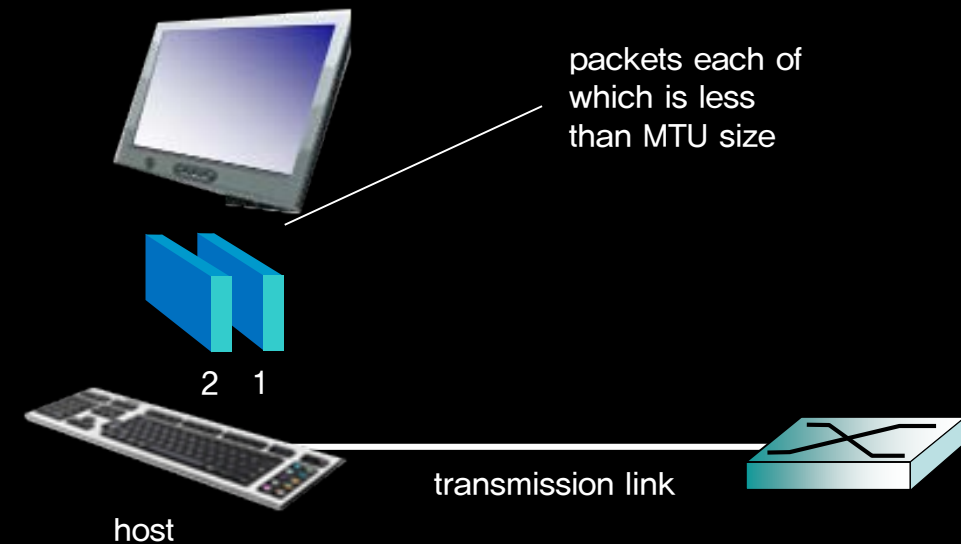 packets each of
which is less
than MTU size
2 1
transmission link
host